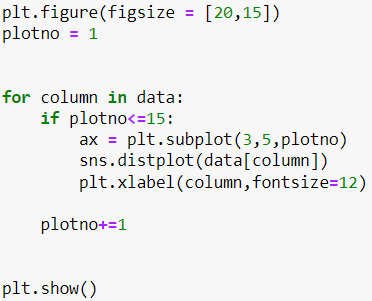 plt.figure(figsize = [20,15])
plotno = 1
for column in data:
    if plotno<=15:
        ax = plt.subplot(3,5,plotno)
        sns.distplot(data[column])
        plt.xlabel(column,fontsize=12)
    plotno+=1
plt.show()